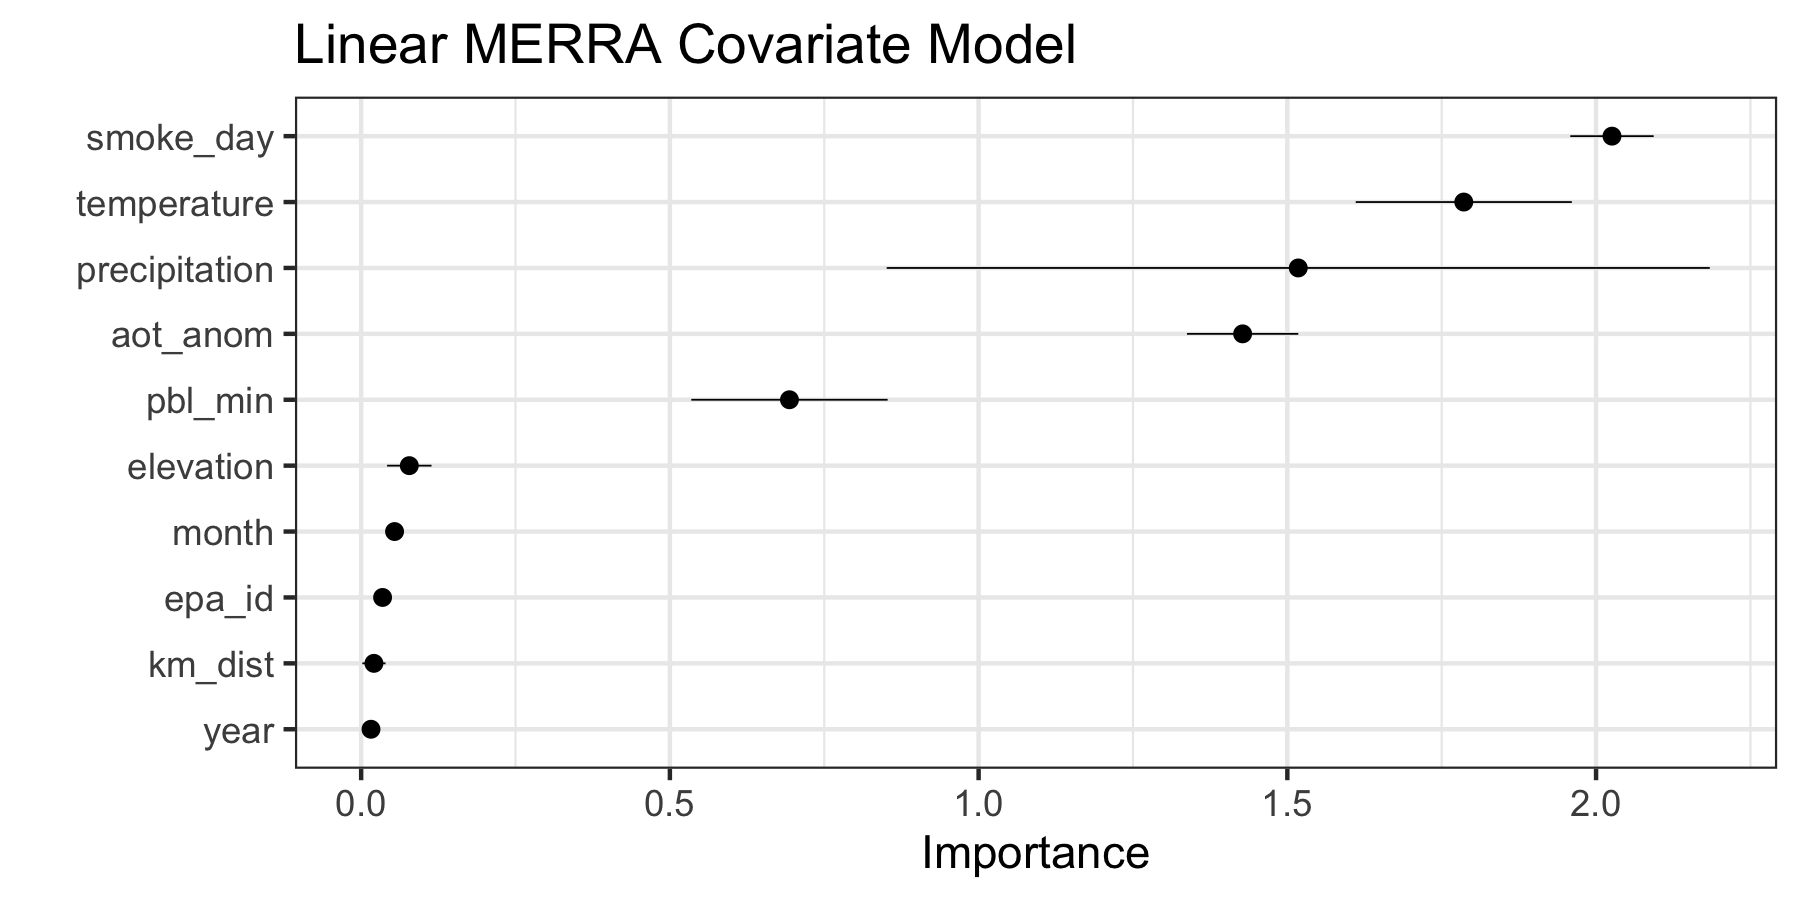 Linear MERRA Covariate Model
smoke_day
temperature
precipitation
aot_anom
pbl_min
elevation
month
epa_id
km_dist
year
0.0 0.5 1.0 1.5 2.0
Importance